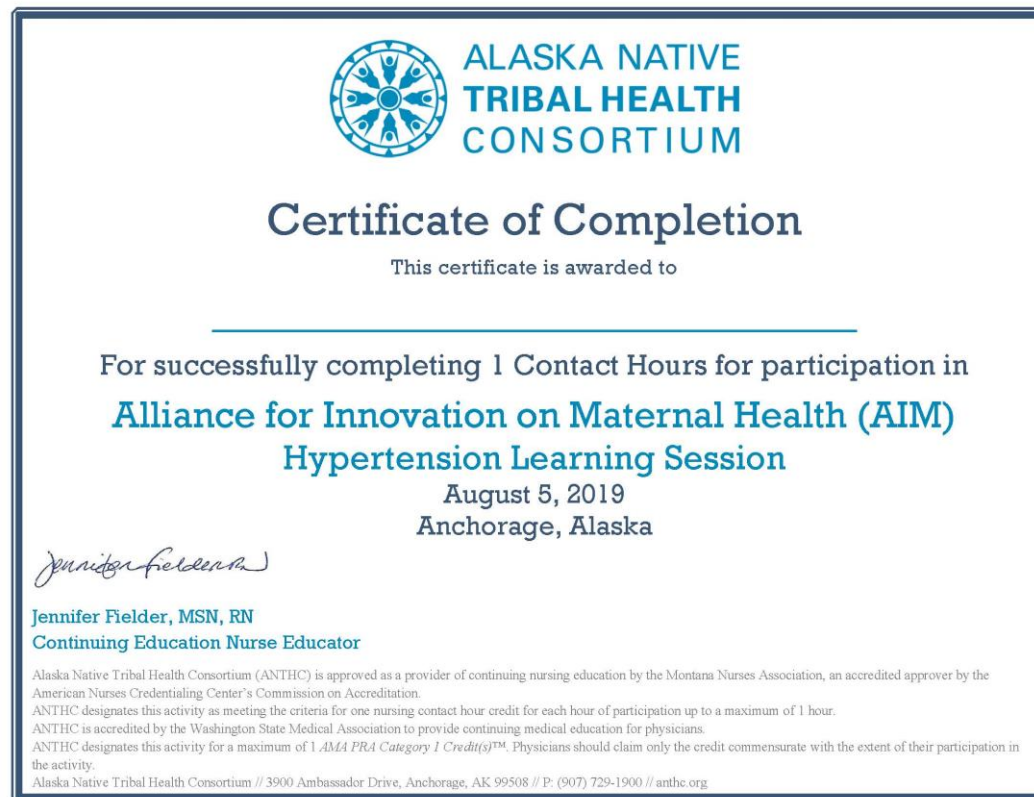 ALASKA NATIVE
TRIBAL HEALTH
CONSORTIUM
Certificate of Completion
This certificate is awarded to
For successfully completing 1 Contact Hours for participation in
Alliance for Innovation on Maternal Health (AIM)
Hypertension Learning Session
August 5, 2019
Anchorage, Alaska
Jennifer Fielder RN
Jennifer Fielder, MSN, RN
Continuing Education Nurse Educator
Alaska Native Tribal Health Consortium (ANTHC) is approved as a provider of continuing nursing education by the Montana Nurses Association, an accredited approver by the
American Nurses Credentialing Center's Commission on Accreditation.
ANTHC designates this activity as meeting the criteria for one nursing contact hour credit for each hour of participation up to a maximum of 1 hour.
ANTHC is accredited by the Washington State Medical Association to provide continuing medical education for physicians.
ANTHC designates this activity for a maximum of 1 AMA PRA Category 1 Credit(s)™. Physicians should claim only the credit commensurate with the extent of their participation in
the activity.
Alaska Native Tribal Health Consortium // 3900 Ambassador Drive, Anchorage, AK 99508 // P: (907) 729-1900 // anthc.org